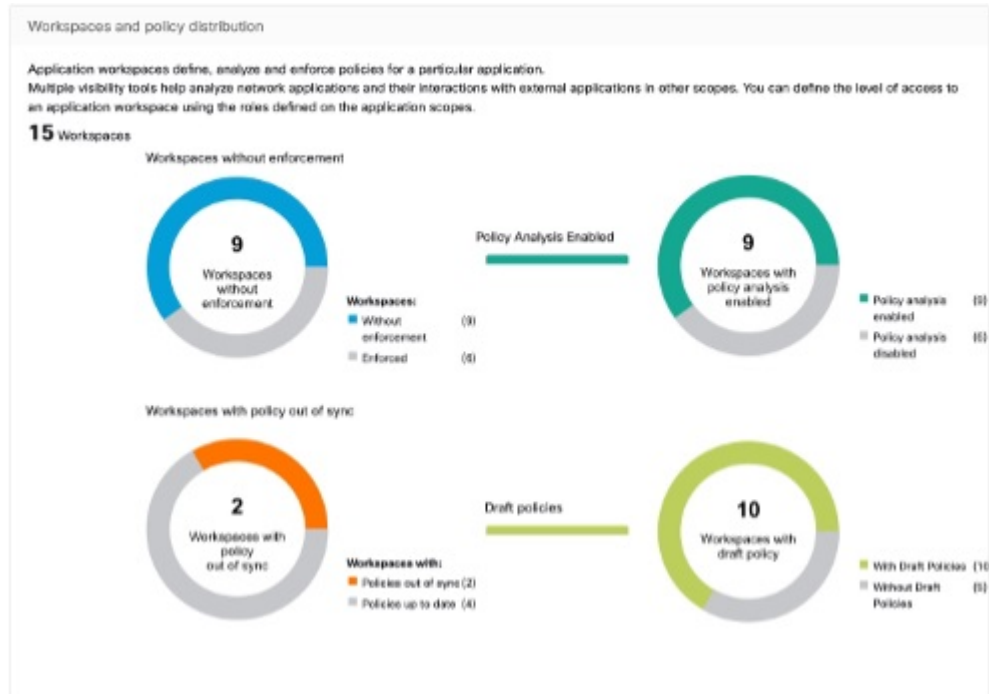 Workspaces and policy distribution
Application workspaces define, analyze and enforce policies for a particular application.
Multiple visibility tools help analyze network applications and their interactions with external applications in other scopes. You can define the level of access to
an application workspace using the roles defined on the application scopes.
15 Workspaces
Workspaces without enforcement
9
Workspaces
without
enforcement
Workspaces:
Without (9)
enforcement
Enforced (6)
Policy Analysis Enabled
9
Workspaces with
policy analysis
enabled
Policy analysis (9)
enabled
Policy analysis (6)
disabled
Workspaces with policy out of sync
2
Workspaces with
policy
out of sync
Workspaces with:
Policies out of sync (2)
Policies up to date (4)
Draft policies
10
Workspaces with
draft policy
With Draft Policies (10
Without Draft (5)
Policies